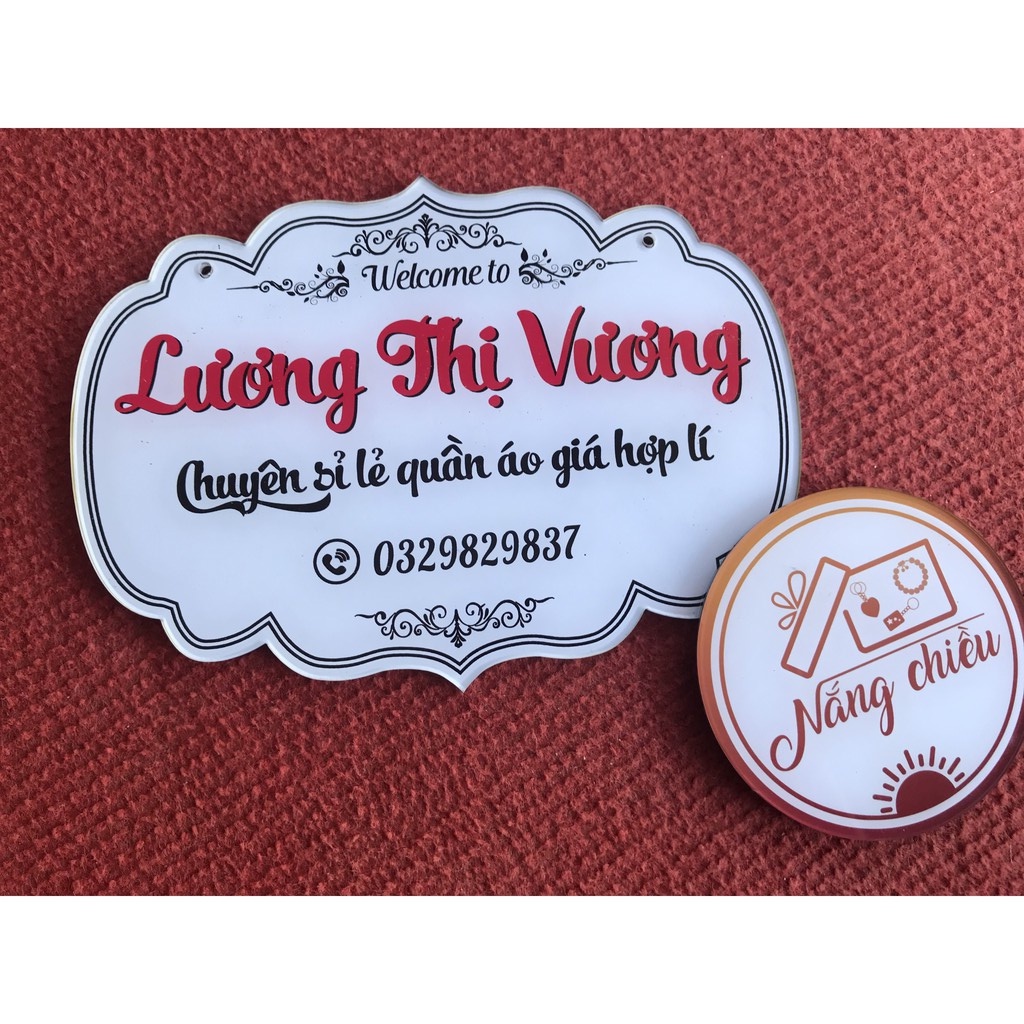 Welcome to
Lương Thị Vương
Chuyên sỉ lẻ quần áo giá hợp lí
0329829837
Nắng chiều